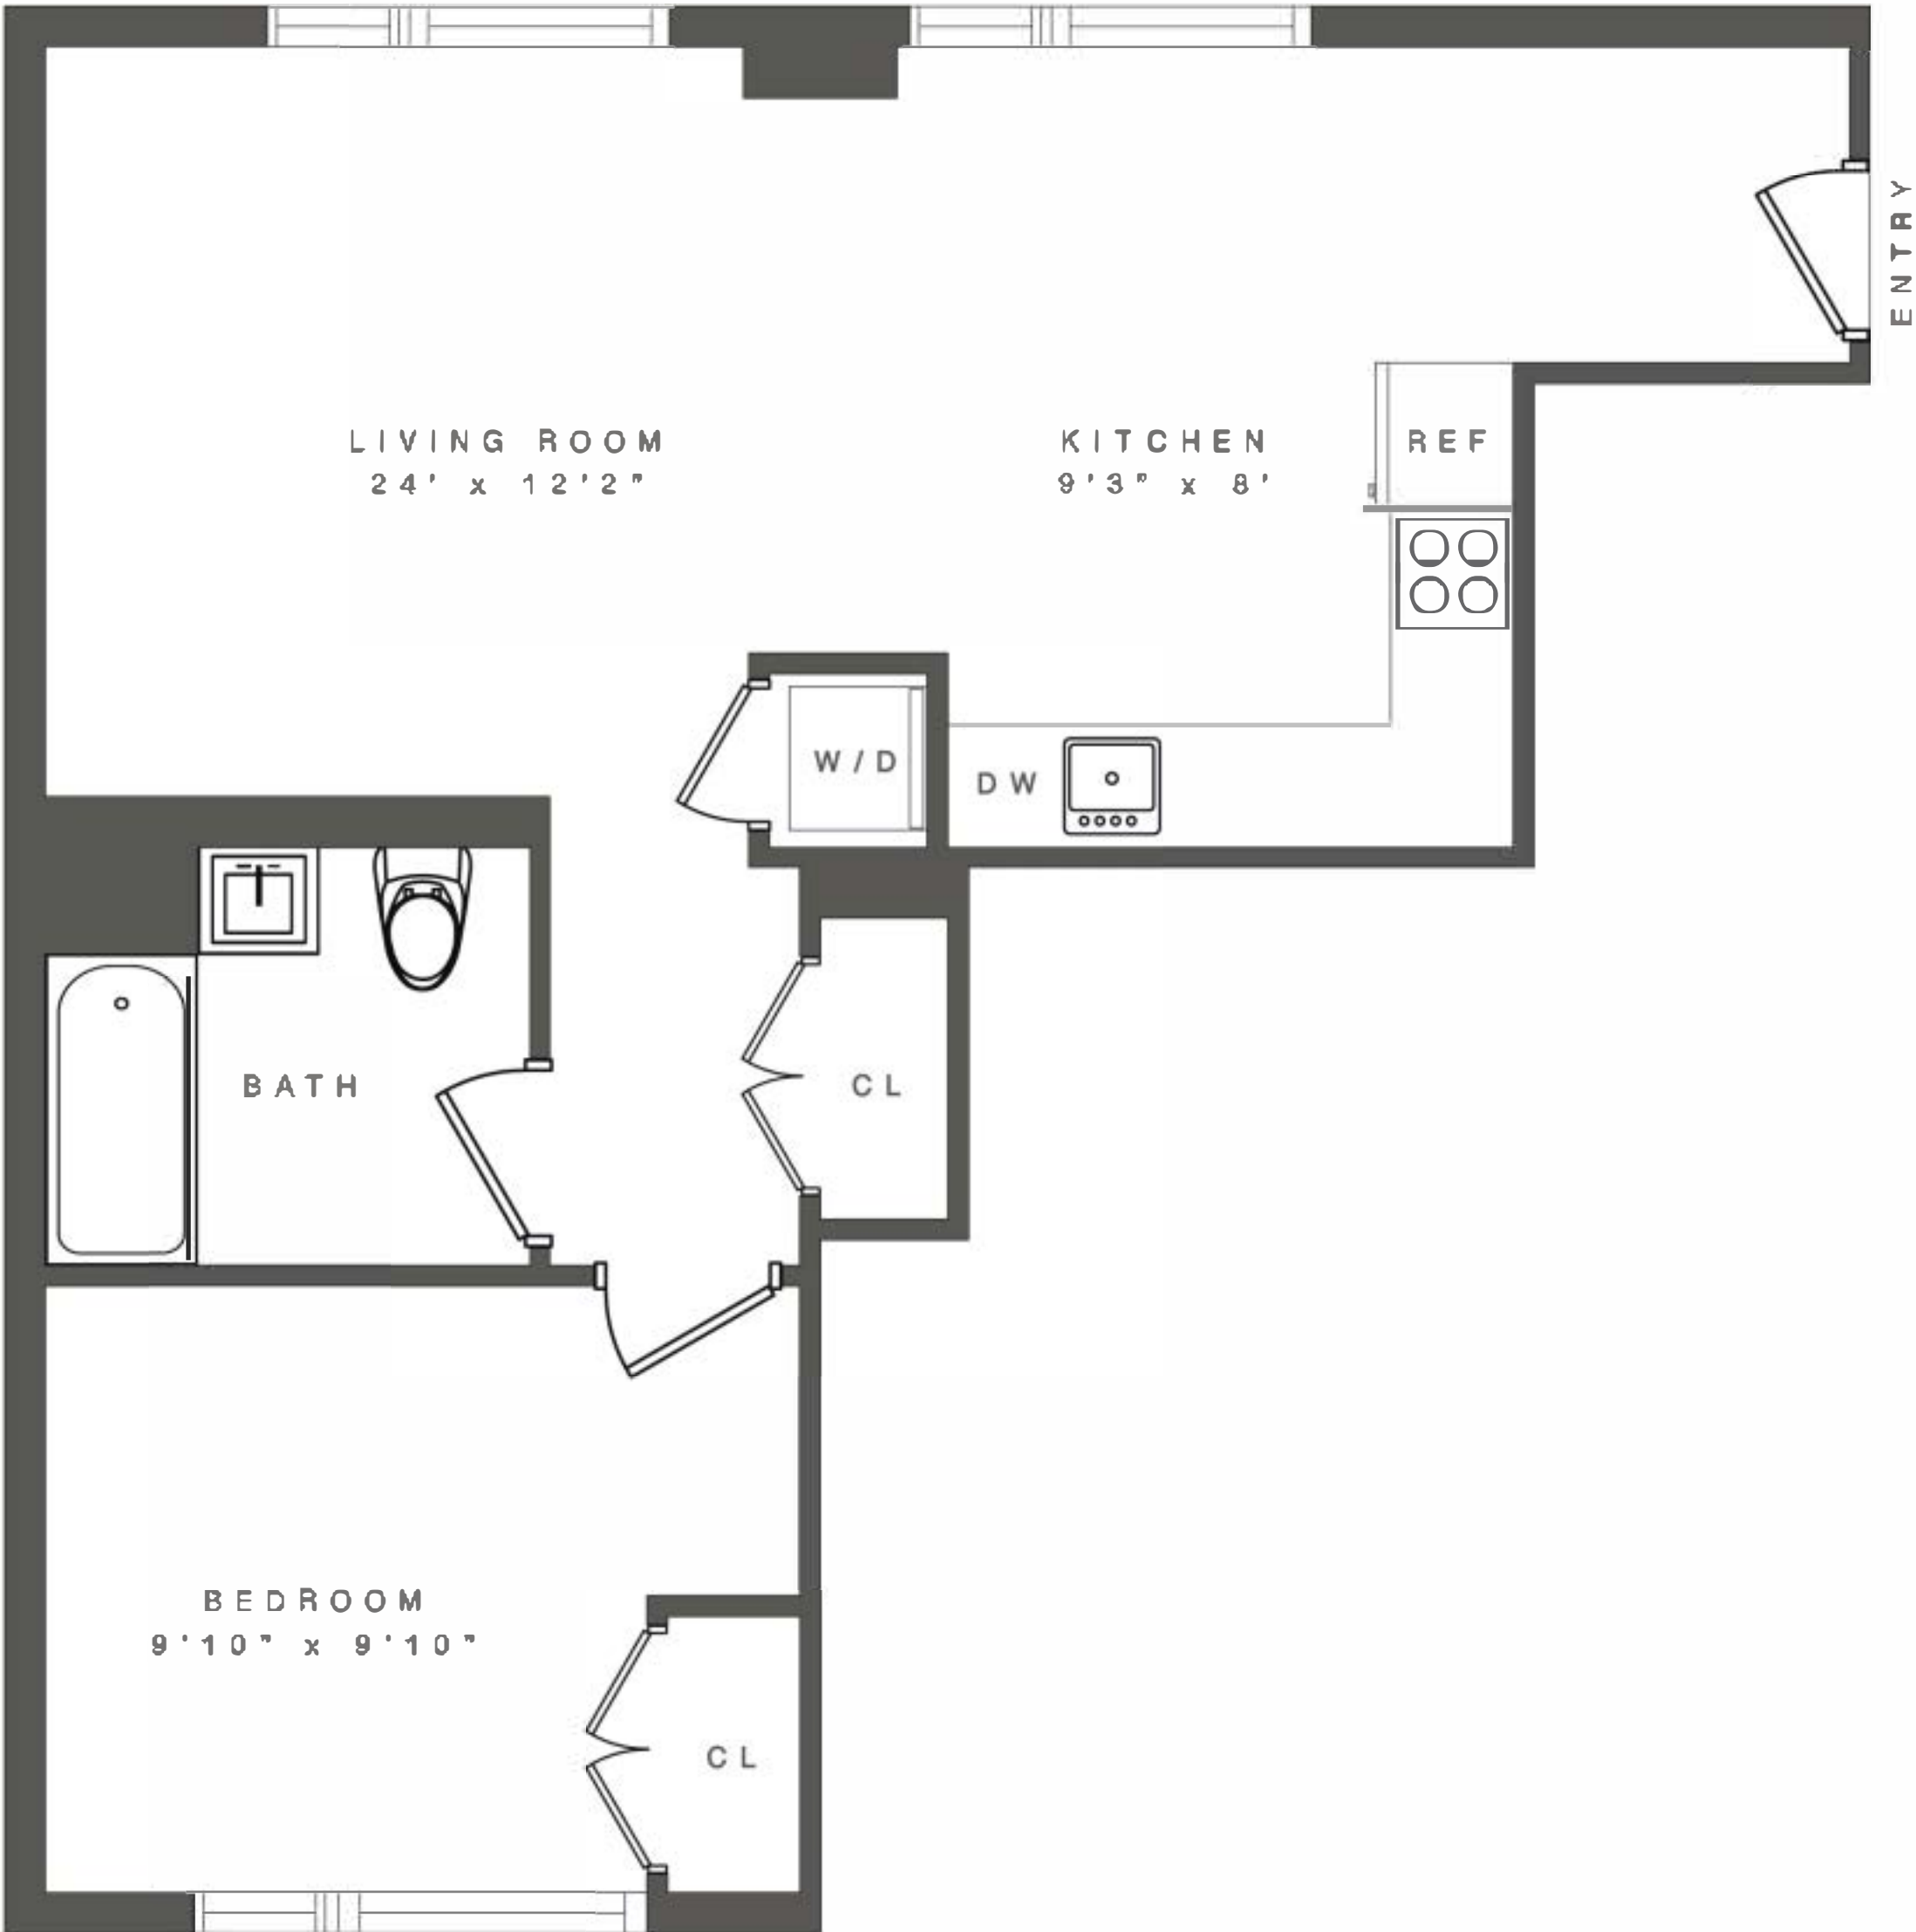 ENTRY
LIVING ROOM
24' x 12'2"
KITCHEN
9'3" x 8'
REF
W/D
DW
BATH
CL
BEDROOM
9'10" x 9'10"
CL